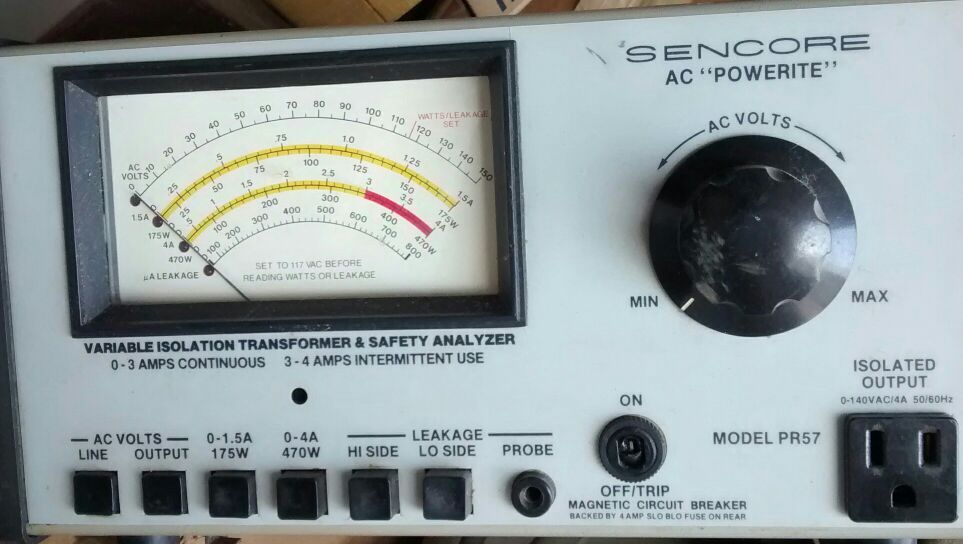 SENCORE
AC "POWERITE"
AC VOLTS
MIN
MAX
0 10 20 30 40 50 60 70 80 90 100 110 120 130 140 150
WATTS/LEAKAGE
SET
AC
VOLTS
.25 .5 .75 1.0 1.25 1.5A
1.5A
25 50 75 100 125 150 175W
175W
.5 1 1.5 2 2.5 3 3.5 4A
4A
100 200 300 400 470W
470W
0 100 200 300 400 500 600 700 800
µA LEAKAGE
SET TO 117 VAC BEFORE
READING WATTS OR LEAKAGE
VARIABLE ISOLATION TRANSFORMER & SAFETY ANALYZER
0-3 AMPS CONTINUOUS 3-4 AMPS INTERMITTENT USE
AC VOLTS
LINE OUTPUT
0-1.5A
175W
0-4A
470W
LEAKAGE
HI SIDE LO SIDE
PROBE
ON
OFF/TRIP
MAGNETIC CIRCUIT BREAKER
BACKED BY 4 AMP SLO BLO FUSE ON REAR
MODEL PR57
ISOLATED
OUTPUT
0-140VAC/4A 50/60Hz